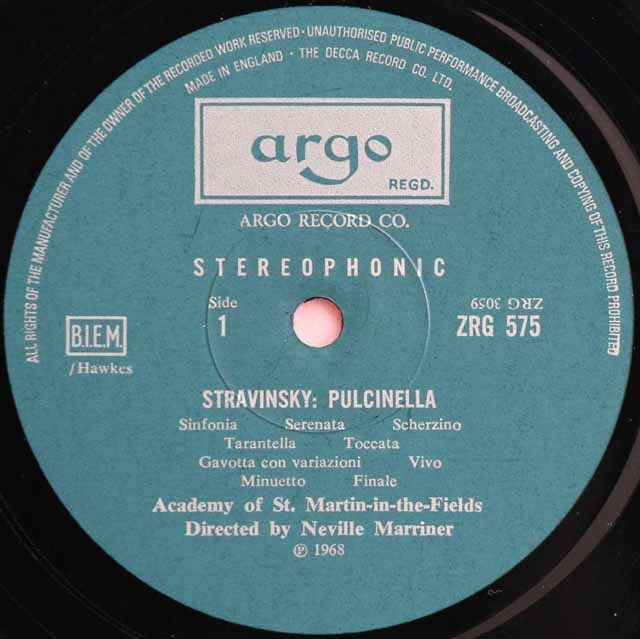 ALL RIGHTS OF THE MANUFACTURER AND OF THE OWNER OF THE RECORDED WORK RESERVED · UNAUTHORISED PUBLIC PERFORMANCE BROADCASTING AND COPYING OF THIS RECORD PROHIBITED
MADE IN ENGLAND · THE DECCA RECORD CO. LTD.
argo
REGD.
ARGO RECORD CO.
STEREOPHONIC
Side
1
ZRG 3059
ZRG 575
B.I.E.M.
/Hawkes
STRAVINSKY: PULCINELLA
Sinfonia Serenata Scherzino
Tarantella Toccata
Gavotta con variazioni Vivo
Minuetto Finale
Academy of St. Martin-in-the-Fields
Directed by Neville Marriner
℗ 1968